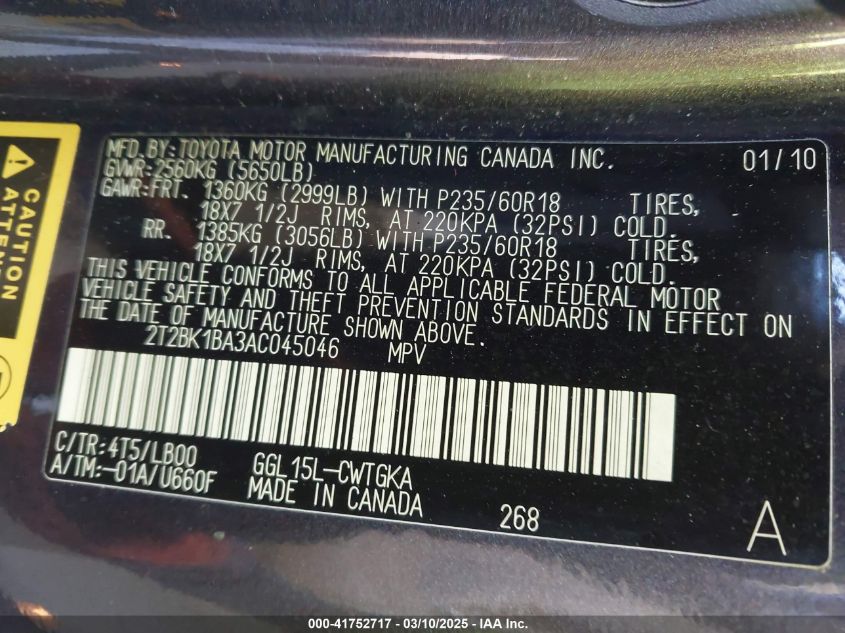 MFD. BY: TOYOTA MOTOR MANUFACTURING CANADA INC. 01/10
GVWR: 2560KG (5650LB)
GAWR: FRT. 1360KG (2999LB) WITH P235/60R18 TIRES,
18X7 1/2J RIMS, AT 220KPA (32PSI) COLD.
RR. 1385KG (3056LB) WITH P235/60R18 TIRES,
18X7 1/2J RIMS, AT 220KPA (32PSI) COLD.
THIS VEHICLE CONFORMS TO ALL APPLICABLE FEDERAL MOTOR
VEHICLE SAFETY AND THEFT PREVENTION STANDARDS IN EFFECT ON
THE DATE OF MANUFACTURE SHOWN ABOVE.
2T2BK1BA3AC045046 MPV
C/TR: 4T5/LB00
A/TM: -01A/U660F
GGL15L-CWTGKA
MADE IN CANADA
268
A
CAUTION
000-41752717 - 03/10/2025 - IAA Inc.